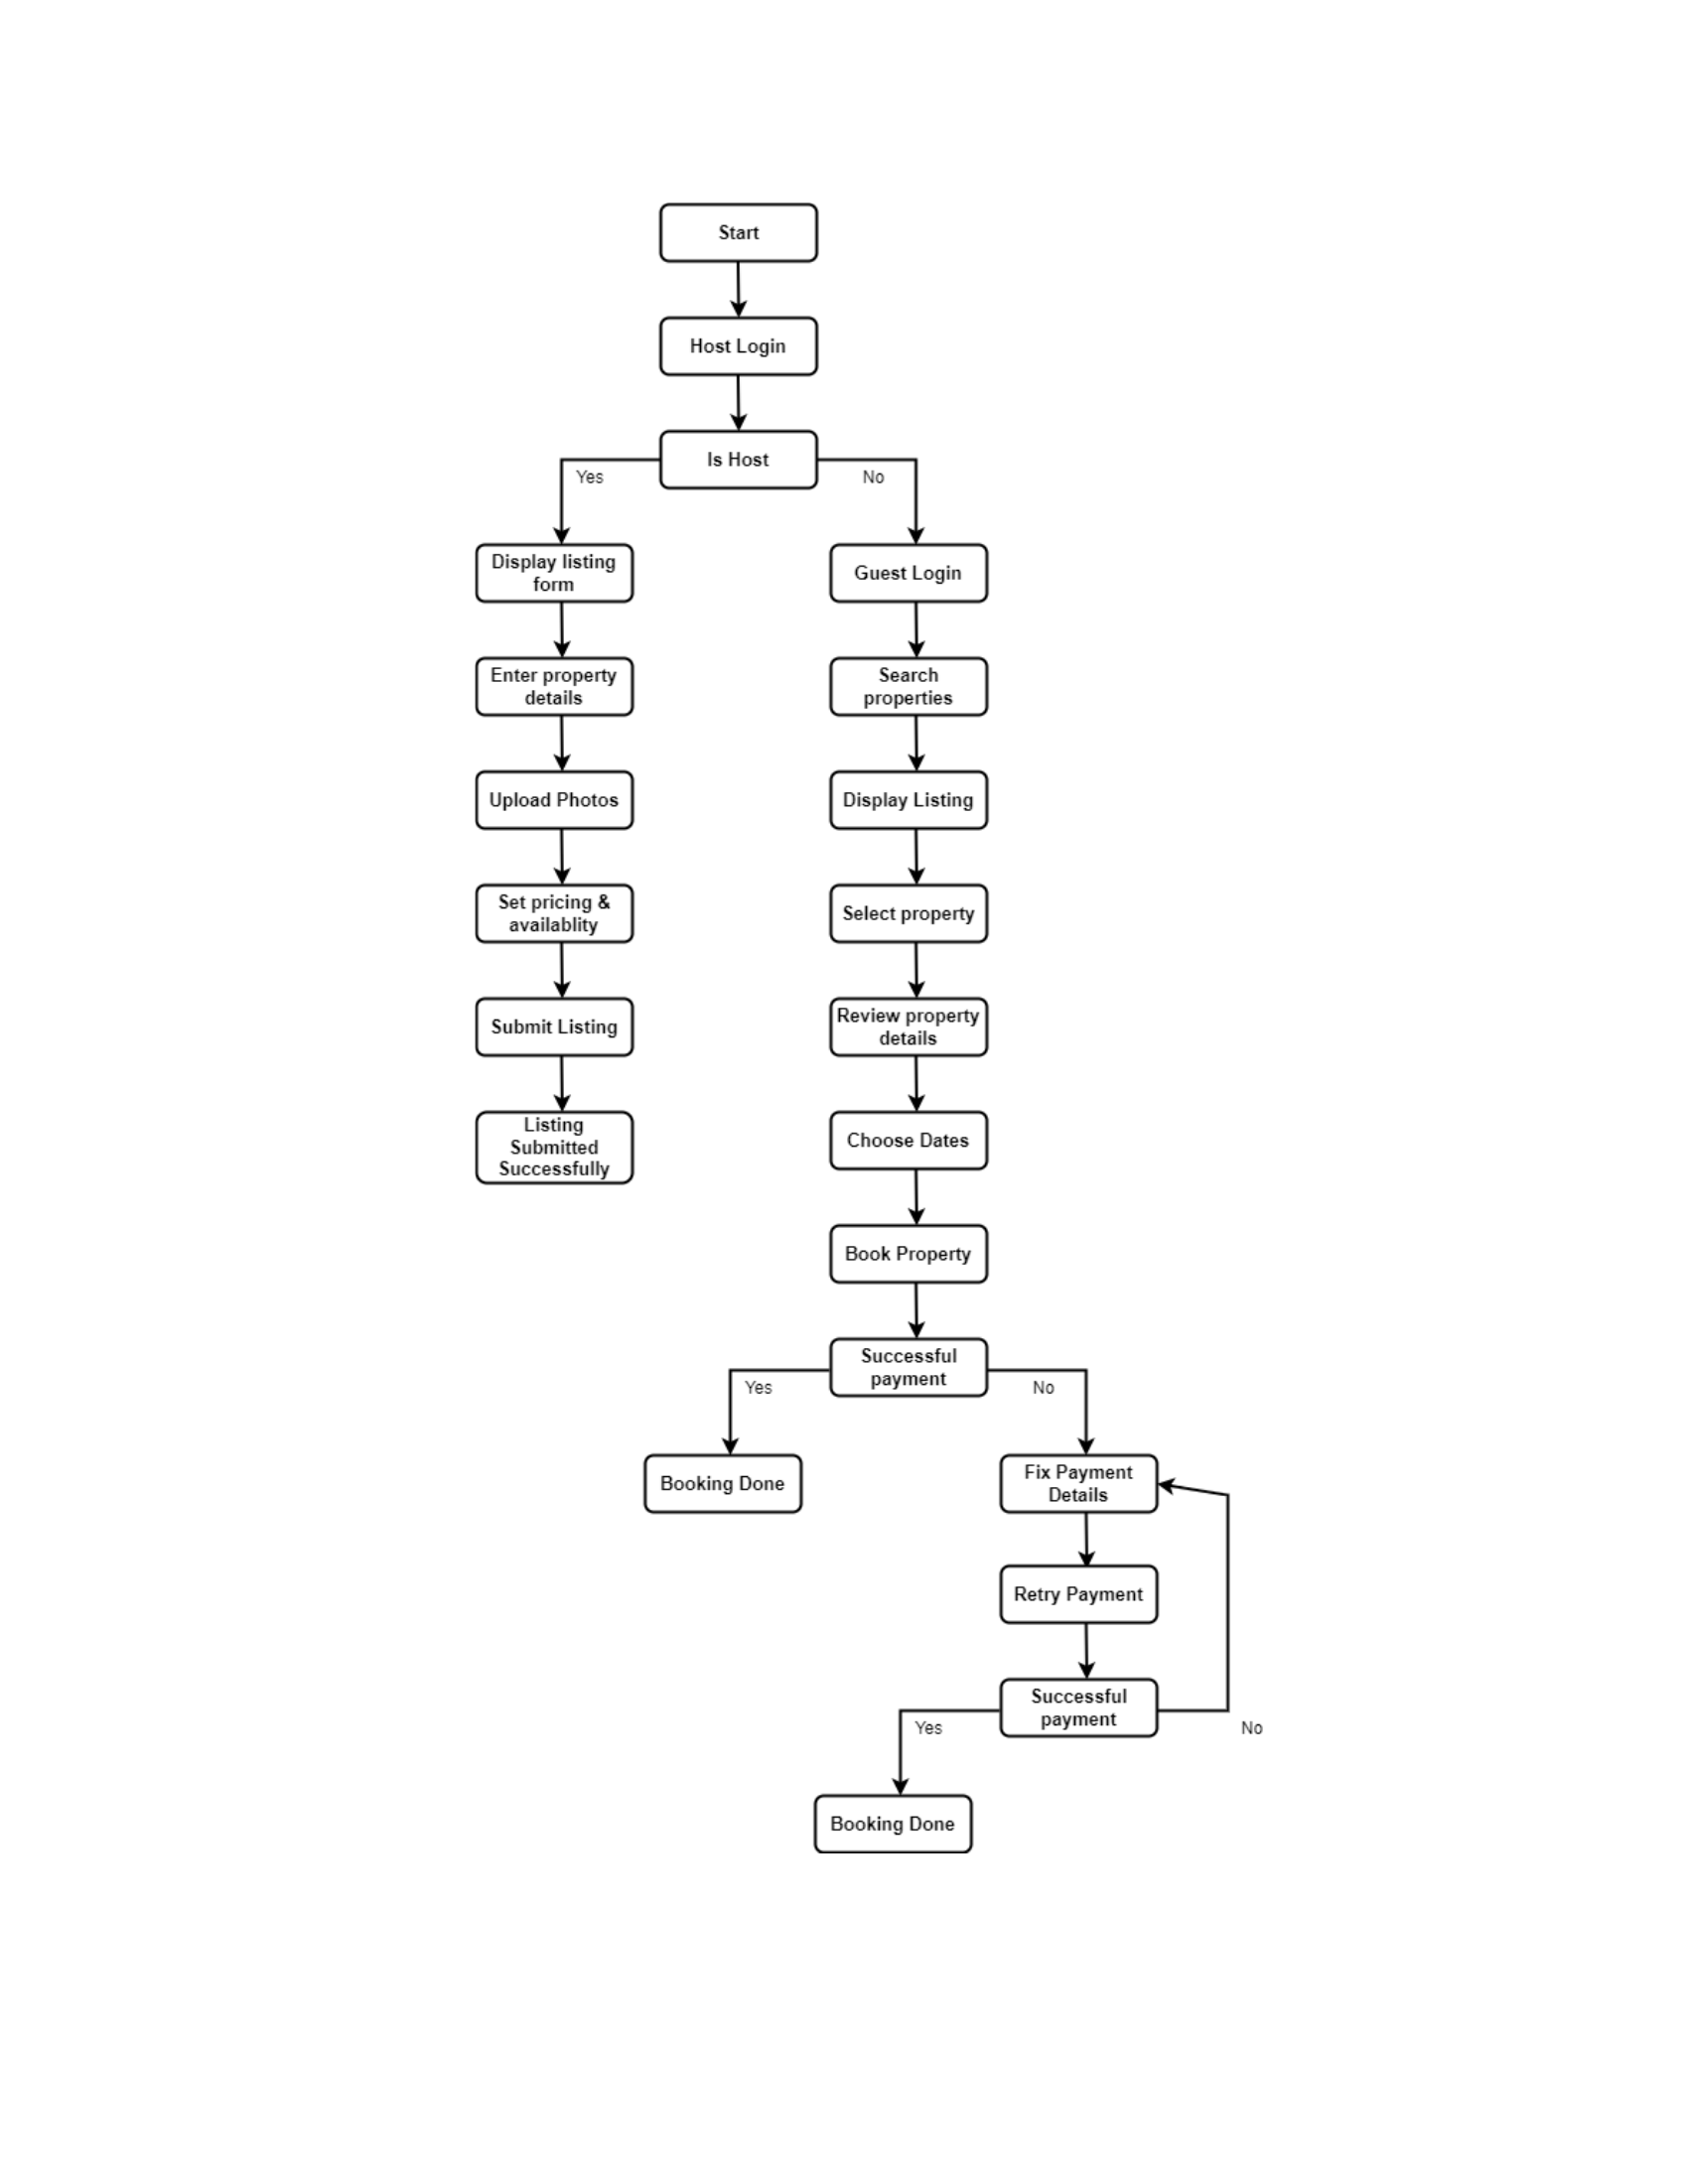 Start
Host Login
Is Host
Yes
No
Display listing
form
Guest Login
Enter property
details
Search
properties
Upload Photos
Display Listing
Set pricing &
availablity
Select property
Submit Listing
Review property
details
Listing
Submitted
Successfully
Choose Dates
Book Property
Successful
payment
Yes
No
Booking Done
Fix Payment
Details
Retry Payment
Successful
payment
Yes
No
Booking Done